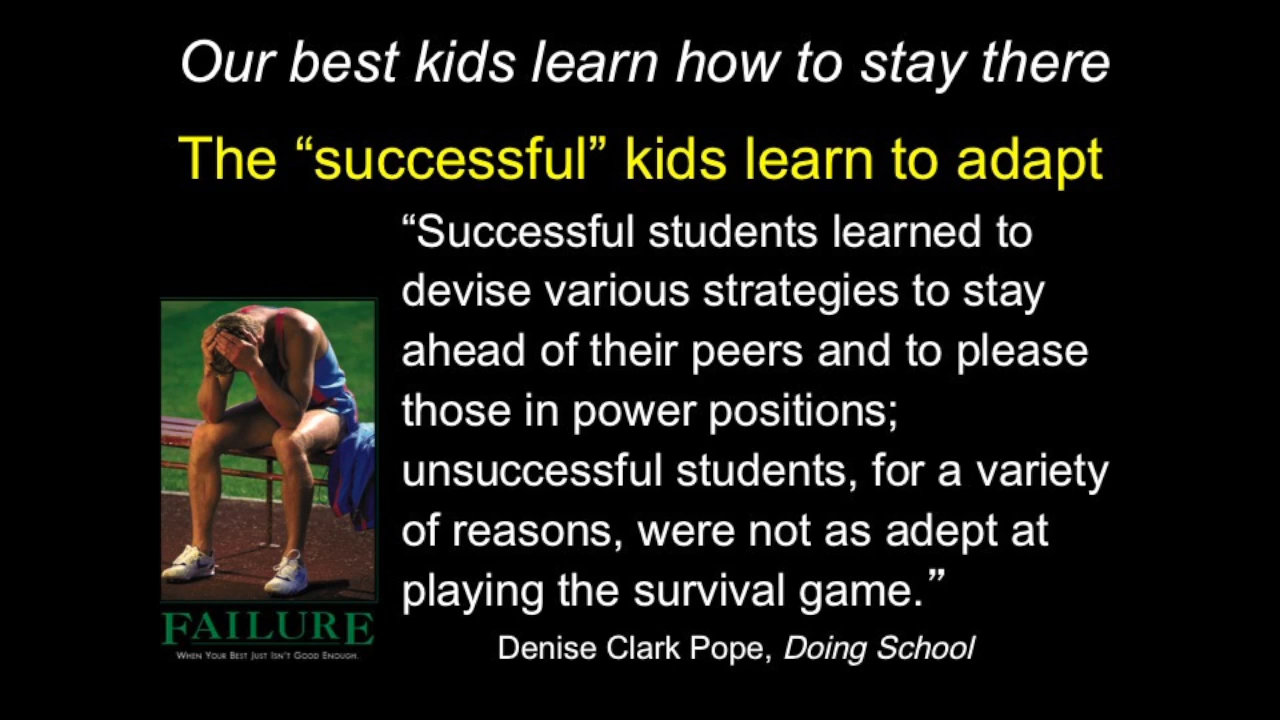 Our best kids learn how to stay there
The “successful” kids learn to adapt
“Successful students learned to
devise various strategies to stay
ahead of their peers and to please
those in power positions;
unsuccessful students, for a variety
of reasons, were not as adept at
playing the survival game.”
FAILURE
WHEN YOUR BEST JUST ISN'T GOOD ENOUGH.
Denise Clark Pope, Doing School